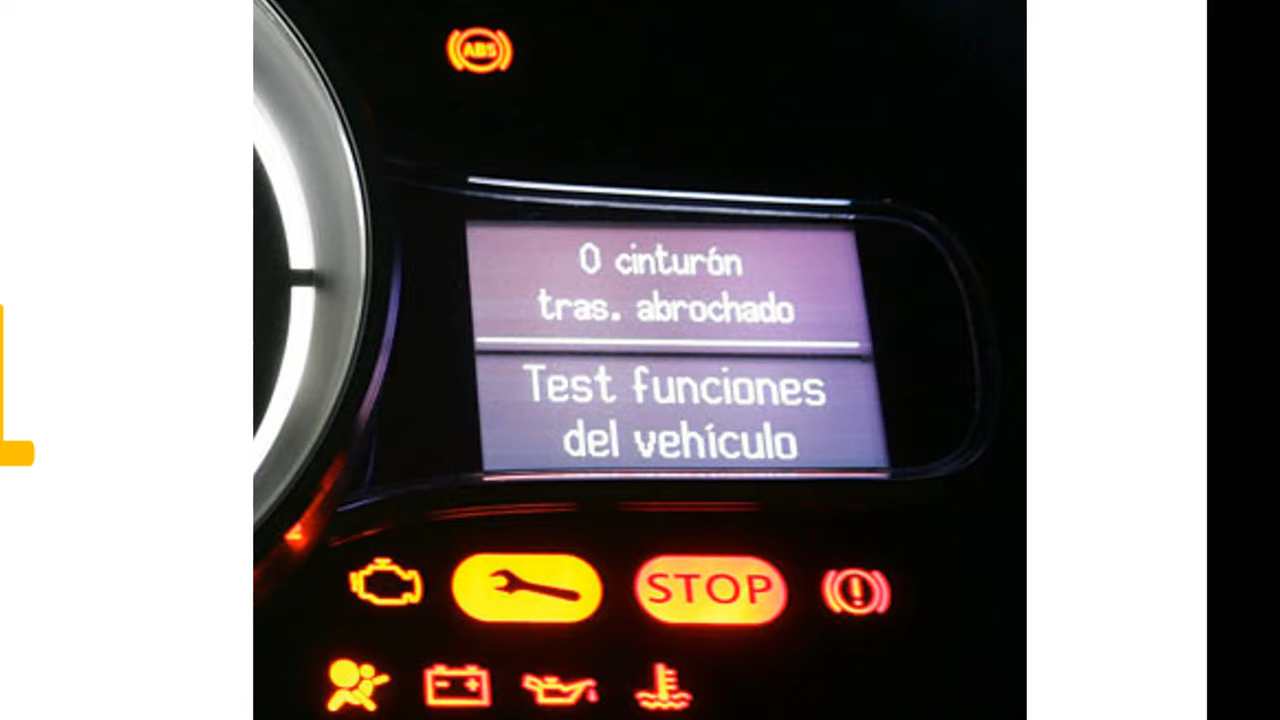 ABS
0 cinturón
tras. abrochado
Test funciones
del vehículo
STOP